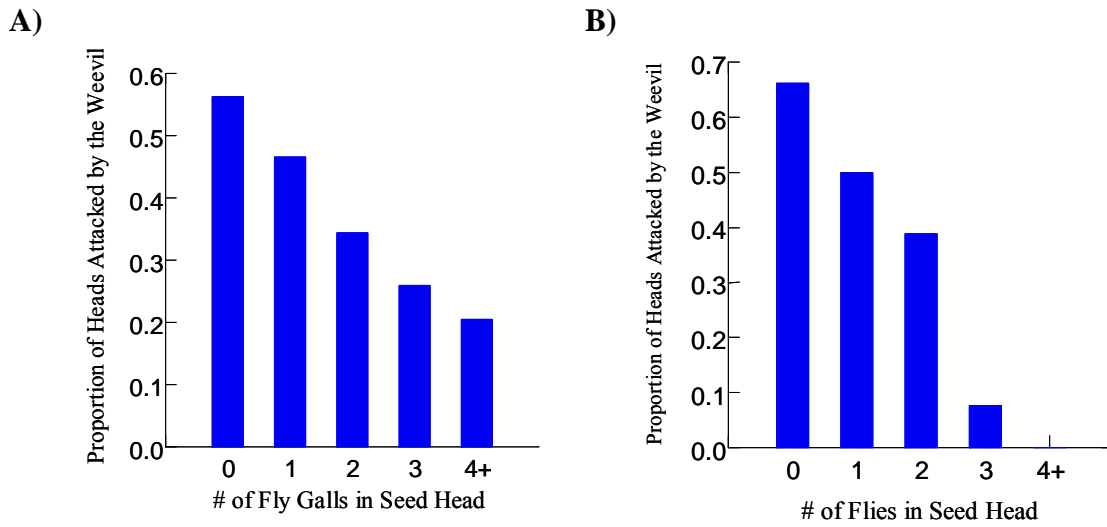 A)
Proportion of Heads Attacked by the Weevil
0.6
0.5
0.4
0.3
0.2
0.1
0.0
0 1 2 3 4+
# of Fly Galls in Seed Head
B)
Proportion of Heads Attacked by the Weevil
0.7
0.6
0.5
0.4
0.3
0.2
0.1
0.0
0 1 2 3 4+
# of Flies in Seed Head